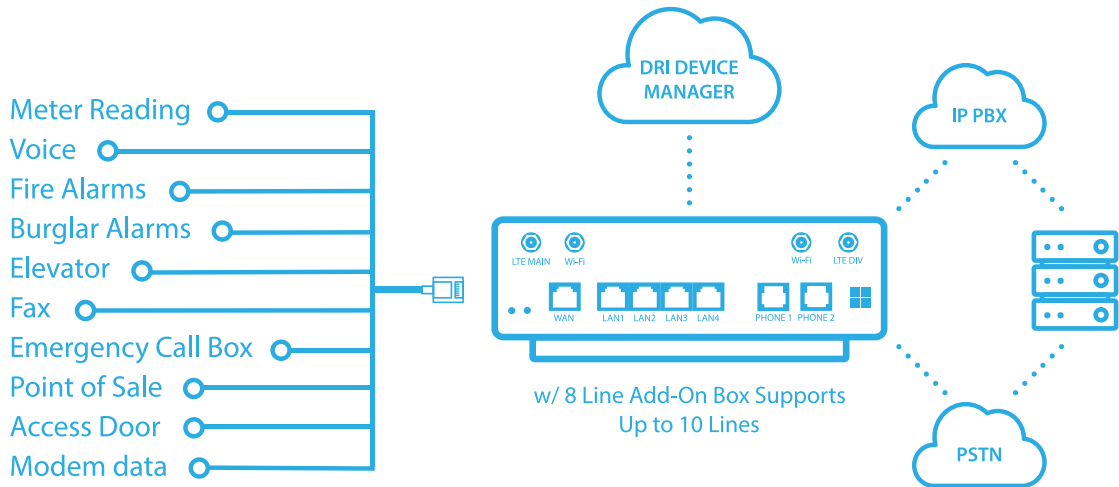 Meter Reading
Voice
Fire Alarms
Burglar Alarms
Elevator
Fax
Emergency Call Box
Point of Sale
Access Door
Modem data
DRI DEVICE
MANAGER
LTE MAIN
Wi-Fi
Wi-Fi
LTE DIV
WAN
LAN1
LAN2
LAN3
LAN4
PHONE 1
PHONE 2
w/ 8 Line Add-On Box Supports
Up to 10 Lines
IP PBX
PSTN